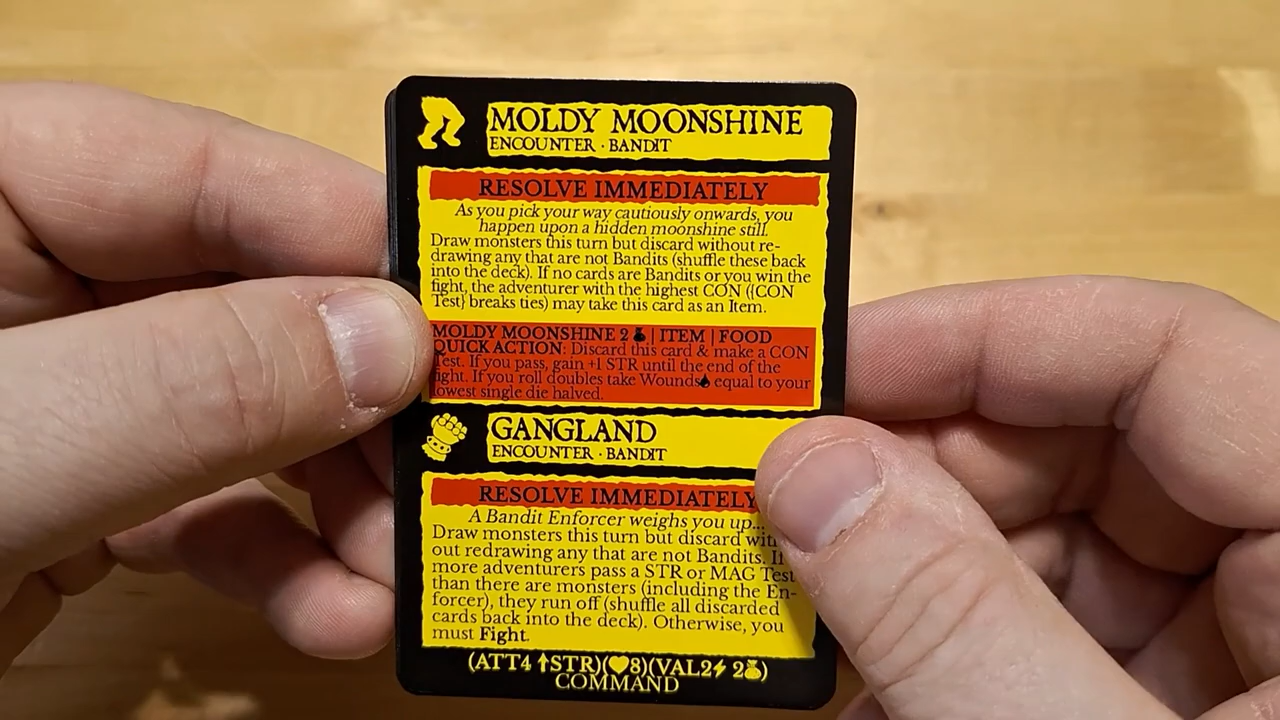 MOLDY MOONSHINE
ENCOUNTER · BANDIT
RESOLVE IMMEDIATELY
As you pick your way cautiously onwards, you
happen upon a hidden moonshine still.
Draw monsters this turn but discard without re-
drawing any that are not Bandits (shuffle these back
into the deck). If no cards are Bandits or you win the
fight, the adventurer with the highest CON ({CON
Test} breaks ties) may take this card as an Item.
MOLDY MOONSHINE 2 | ITEM | FOOD
QUICK ACTION: Discard this card & make a CON
Test. If you pass, gain +1 STR until the end of the
fight. If you roll doubles take Wounds equal to your
lowest single die halved.
GANGLAND
ENCOUNTER · BANDIT
RESOLVE IMMEDIATELY
A Bandit Enforcer weighs you up...
Draw monsters this turn but discard with-
out redrawing any that are not Bandits. If
more adventurers pass a STR or MAG Test
than there are monsters (including the En-
forcer), they run off (shuffle all discarded
cards back into the deck). Otherwise, you
must Fight.
(ATT4 ↑STR)(♥8)(VAL2⚡ 2)
COMMAND